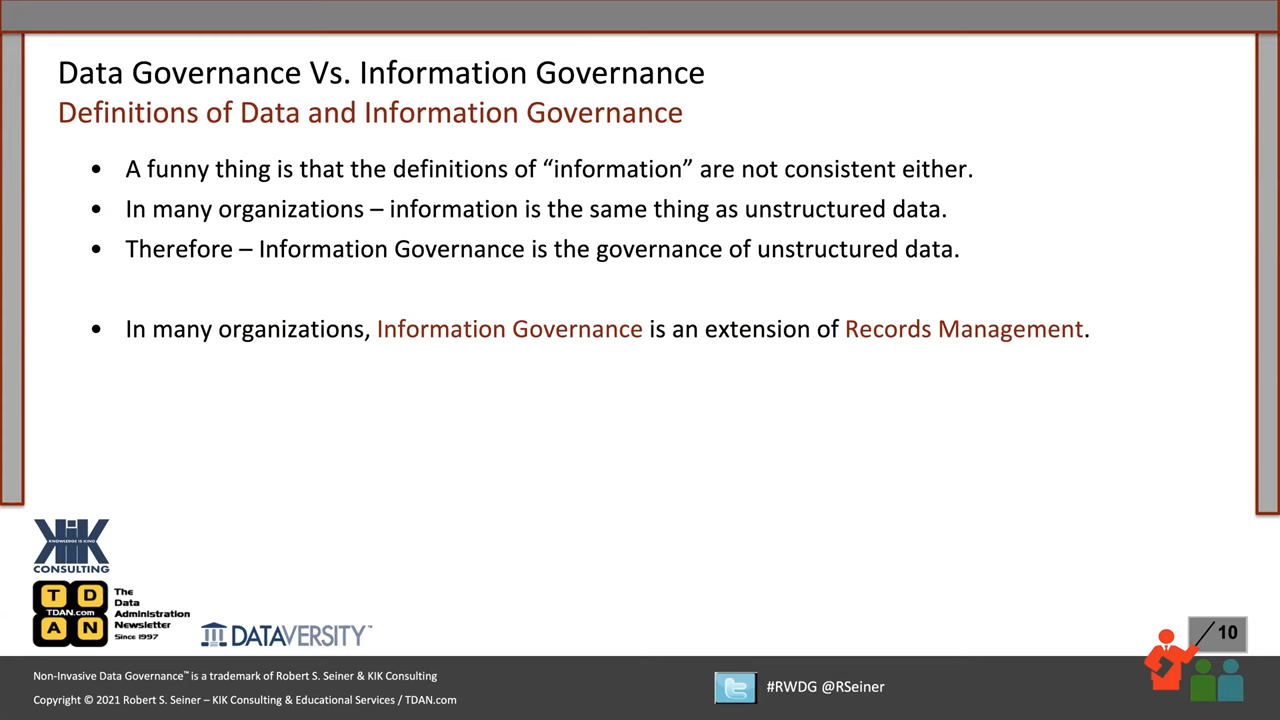 Data Governance Vs. Information Governance
Definitions of Data and Information Governance
• A funny thing is that the definitions of “information” are not consistent either.
• In many organizations – information is the same thing as unstructured data.
• Therefore – Information Governance is the governance of unstructured data.
• In many organizations, Information Governance is an extension of Records Management.
KIK
KNOWLEDGE IS KING
CONSULTING
T D
TDAN.com
A N
The
Data
Administration
Newsletter
Since 1997
DATAVERSITY™
10
Non-Invasive Data Governance™ is a trademark of Robert S. Seiner & KIK Consulting
Copyright © 2021 Robert S. Seiner – KIK Consulting & Educational Services / TDAN.com
#RWDG @RSeiner